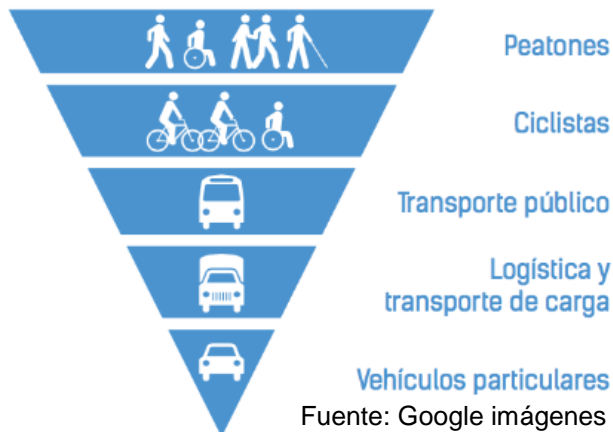 Peatones
Ciclistas
Transporte público
Logística y
transporte de carga
Vehículos particulares
Fuente: Google imágenes